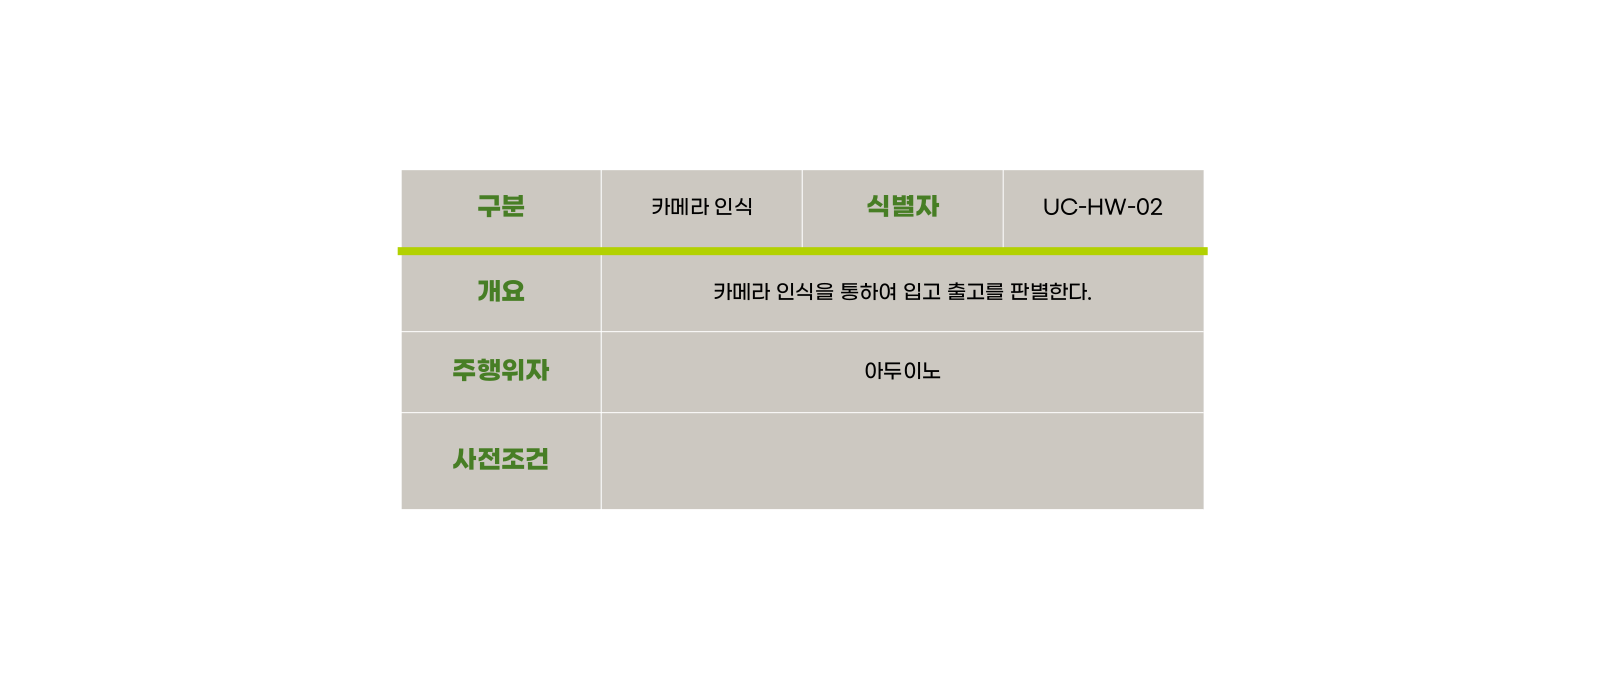 구분 카메라 인식 식별자 UC-HW-02
개요 카메라 인식을 통하여 입고 출고를 판별한다.
주행위자 아두이노
사전조건